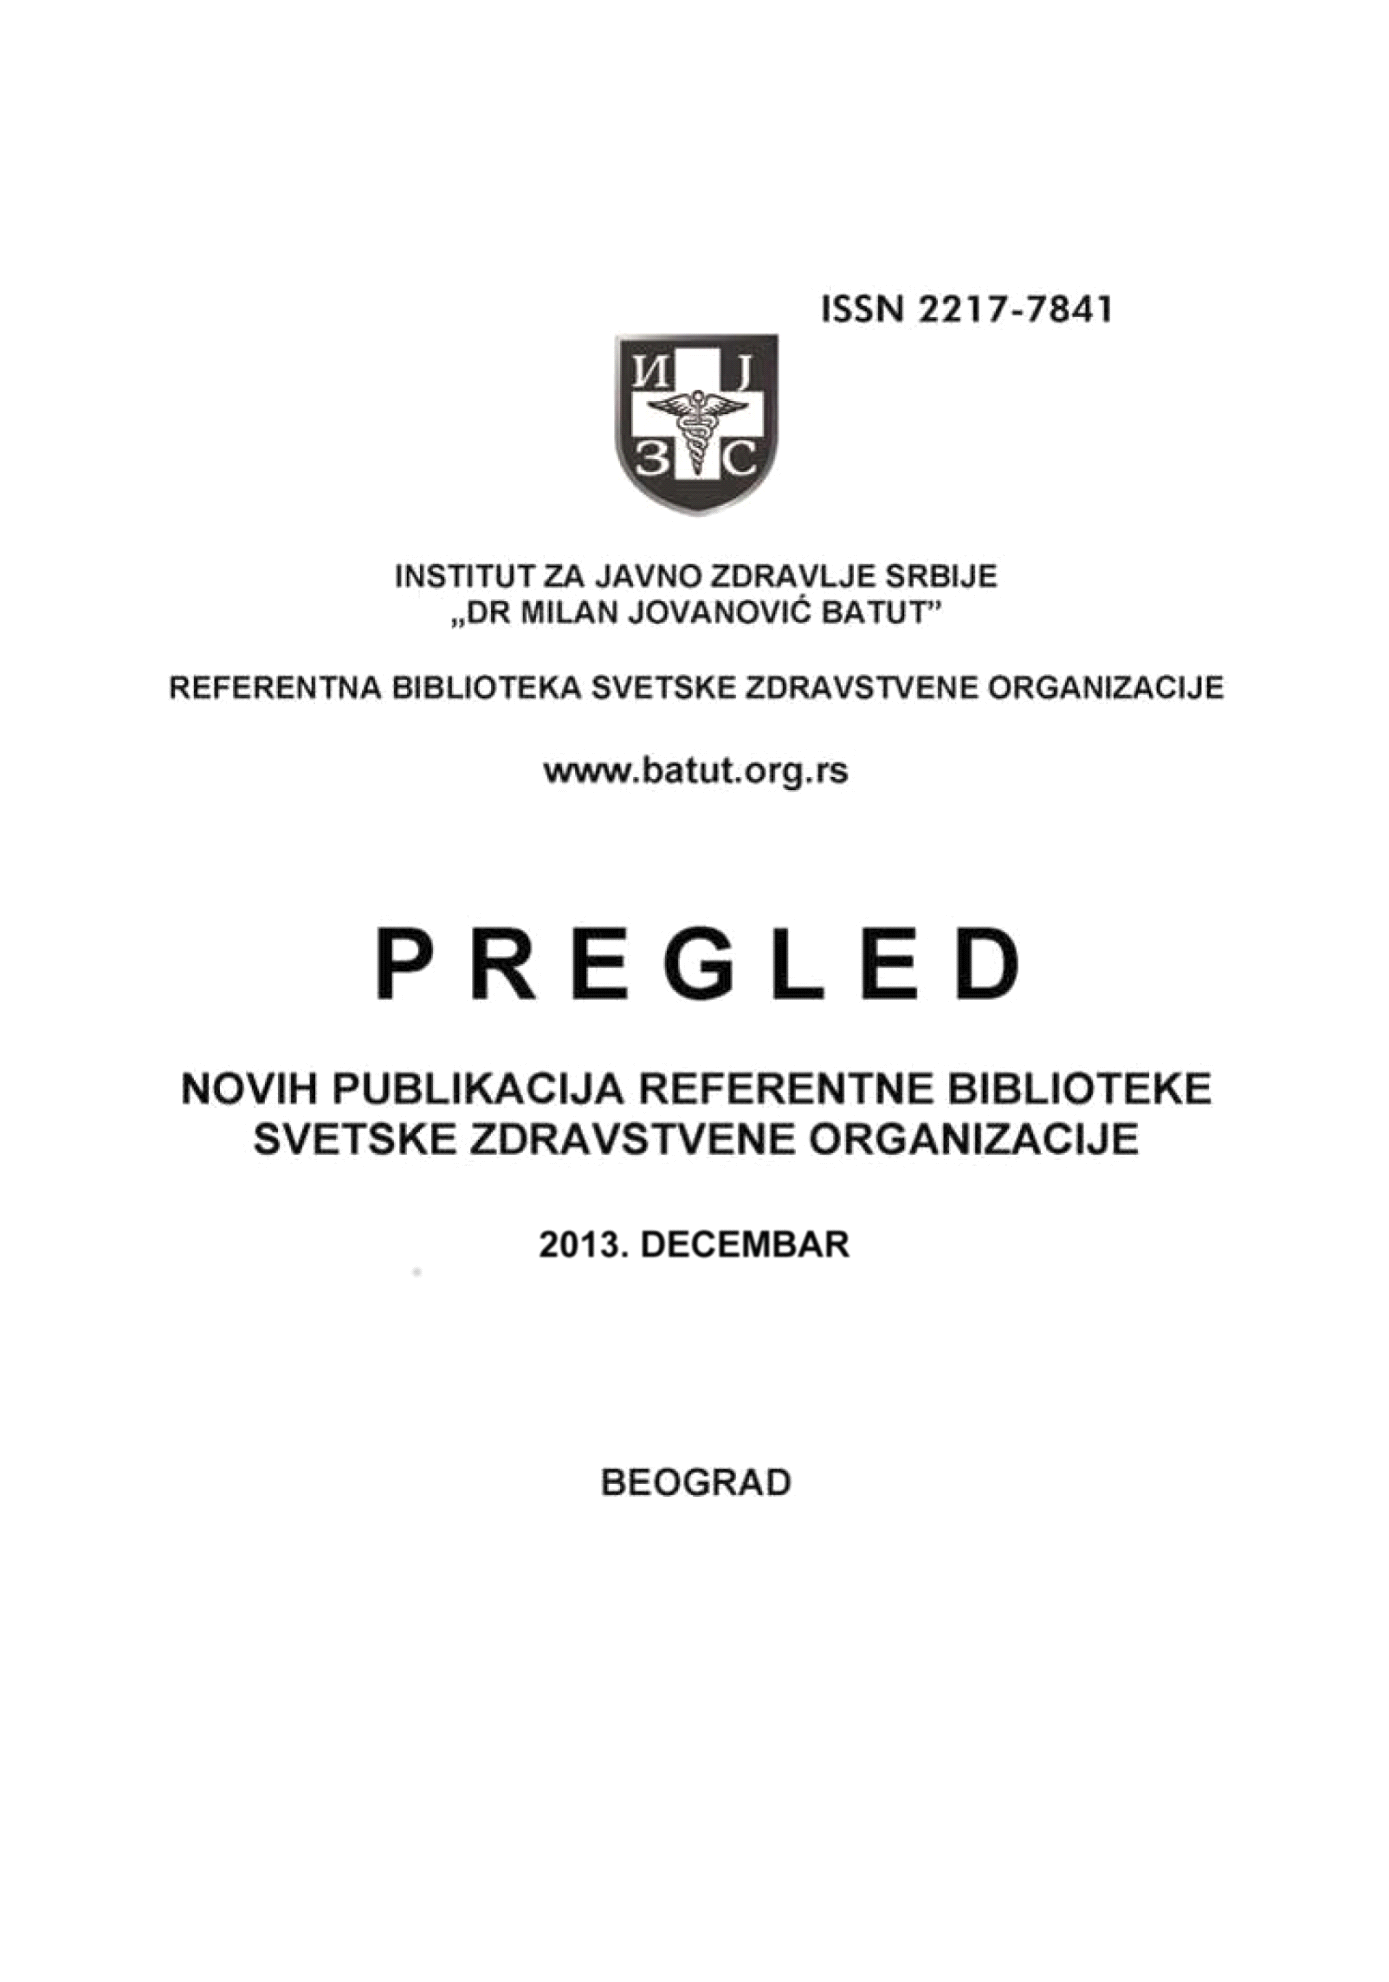 ISSN 2217-7841
И Ј
З С
INSTITUT ZA JAVNO ZDRAVLJE SRBIJE
„DR MILAN JOVANOVIĆ BATUT”
REFERENTNA BIBLIOTEKA SVETSKE ZDRAVSTVENE ORGANIZACIJE
www.batut.org.rs
P R E G L E D
NOVIH PUBLIKACIJA REFERENTNE BIBLIOTEKE
SVETSKE ZDRAVSTVENE ORGANIZACIJE
2013. DECEMBAR
BEOGRAD